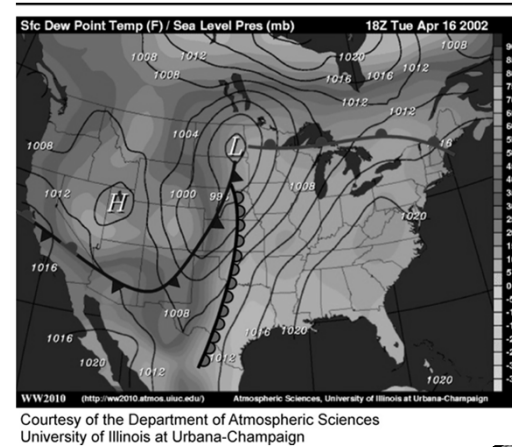 Sfc Dew Point Temp (F) / Sea Level Pres (mb) 18Z Tue Apr 16 2002
1008 1012 1020 1008
1008 1016 1016 1012
1012 1012
1004
1008 L 16
1012 H 1000 99 1008
1020
1016
1008
1016 1016 1020
1020 1012 1012
1020
WW2010 (http://ww2010.atmos.uiuc.edu/) Atmospheric Sciences, University of Illinois at Urbana-Champaign
Courtesy of the Department of Atmospheric Sciences
University of Illinois at Urbana-Champaign